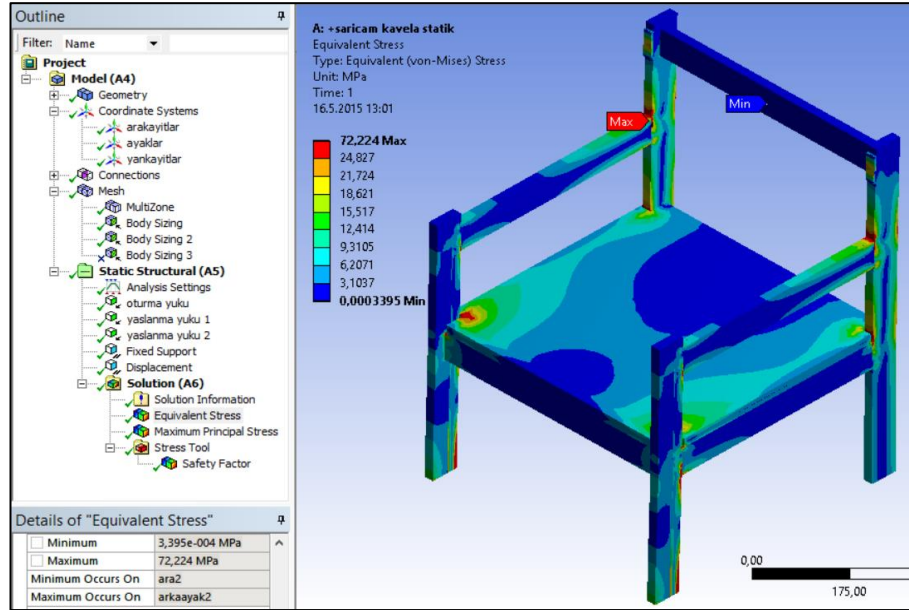 Outline
Filter: Name
Project
Model (A4)
Geometry
Coordinate Systems
arakayitlar
ayaklar
yankayitlar
Connections
Mesh
MultiZone
Body Sizing
Body Sizing 2
Body Sizing 3
Static Structural (A5)
Analysis Settings
oturma yuku
yaslanma yuku 1
yaslanma yuku 2
Fixed Support
Displacement
Solution (A6)
Solution Information
Equivalent Stress
Maximum Principal Stress
Stress Tool
Safety Factor
Details of "Equivalent Stress"
Minimum 3,395e-004 MPa
Maximum 72,224 MPa
Minimum Occurs On ara2
Maximum Occurs On arkaayak2
A: +saricam kavela statik
Equivalent Stress
Type: Equivalent (von-Mises) Stress
Unit: MPa
Time: 1
16.5.2015 13:01
72,224 Max
24,827
21,724
18,621
15,517
12,414
9,3105
6,2071
3,1037
0,0003395 Min
Max
Min
0,00
175,00